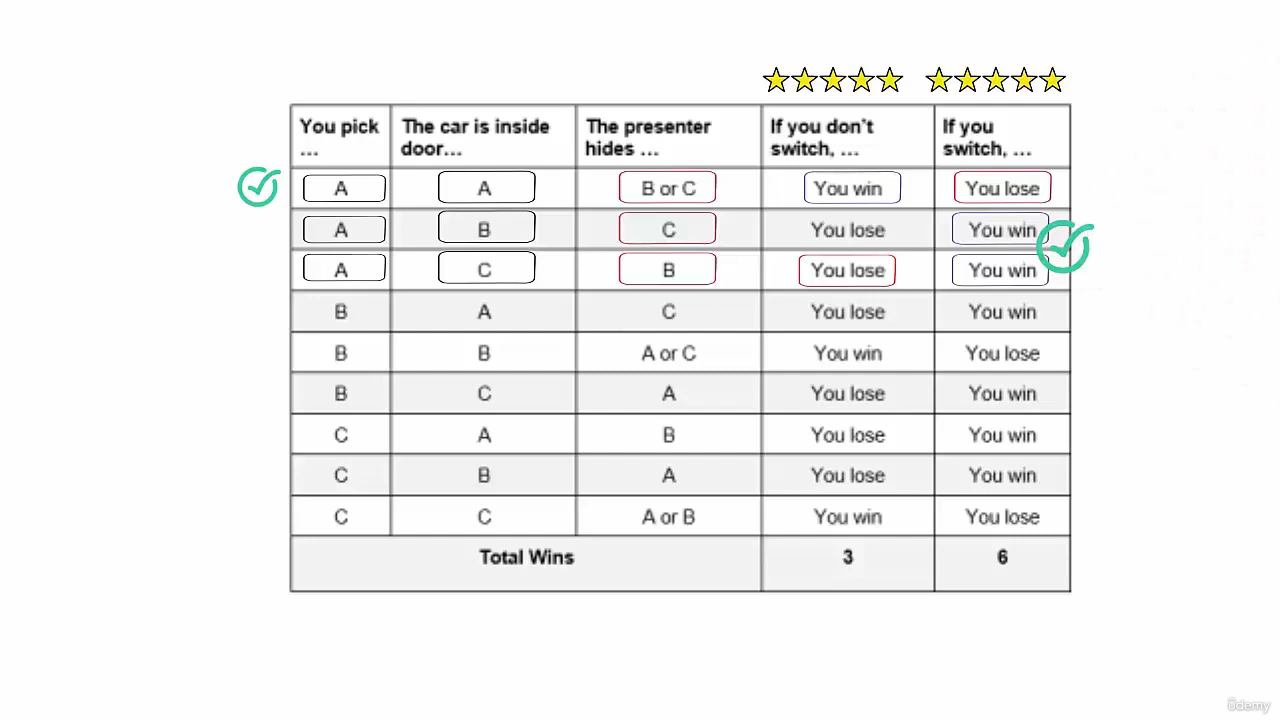 You pick ... The car is inside door... The presenter hides ... If you don't switch, ... If you switch, ...
A A B or C You win You lose
A B C You lose You win
A C B You lose You win
B A C You lose You win
B B A or C You win You lose
B C A You lose You win
C A B You lose You win
C B A You lose You win
C C A or B You win You lose
Total Wins 3 6
ûdemy